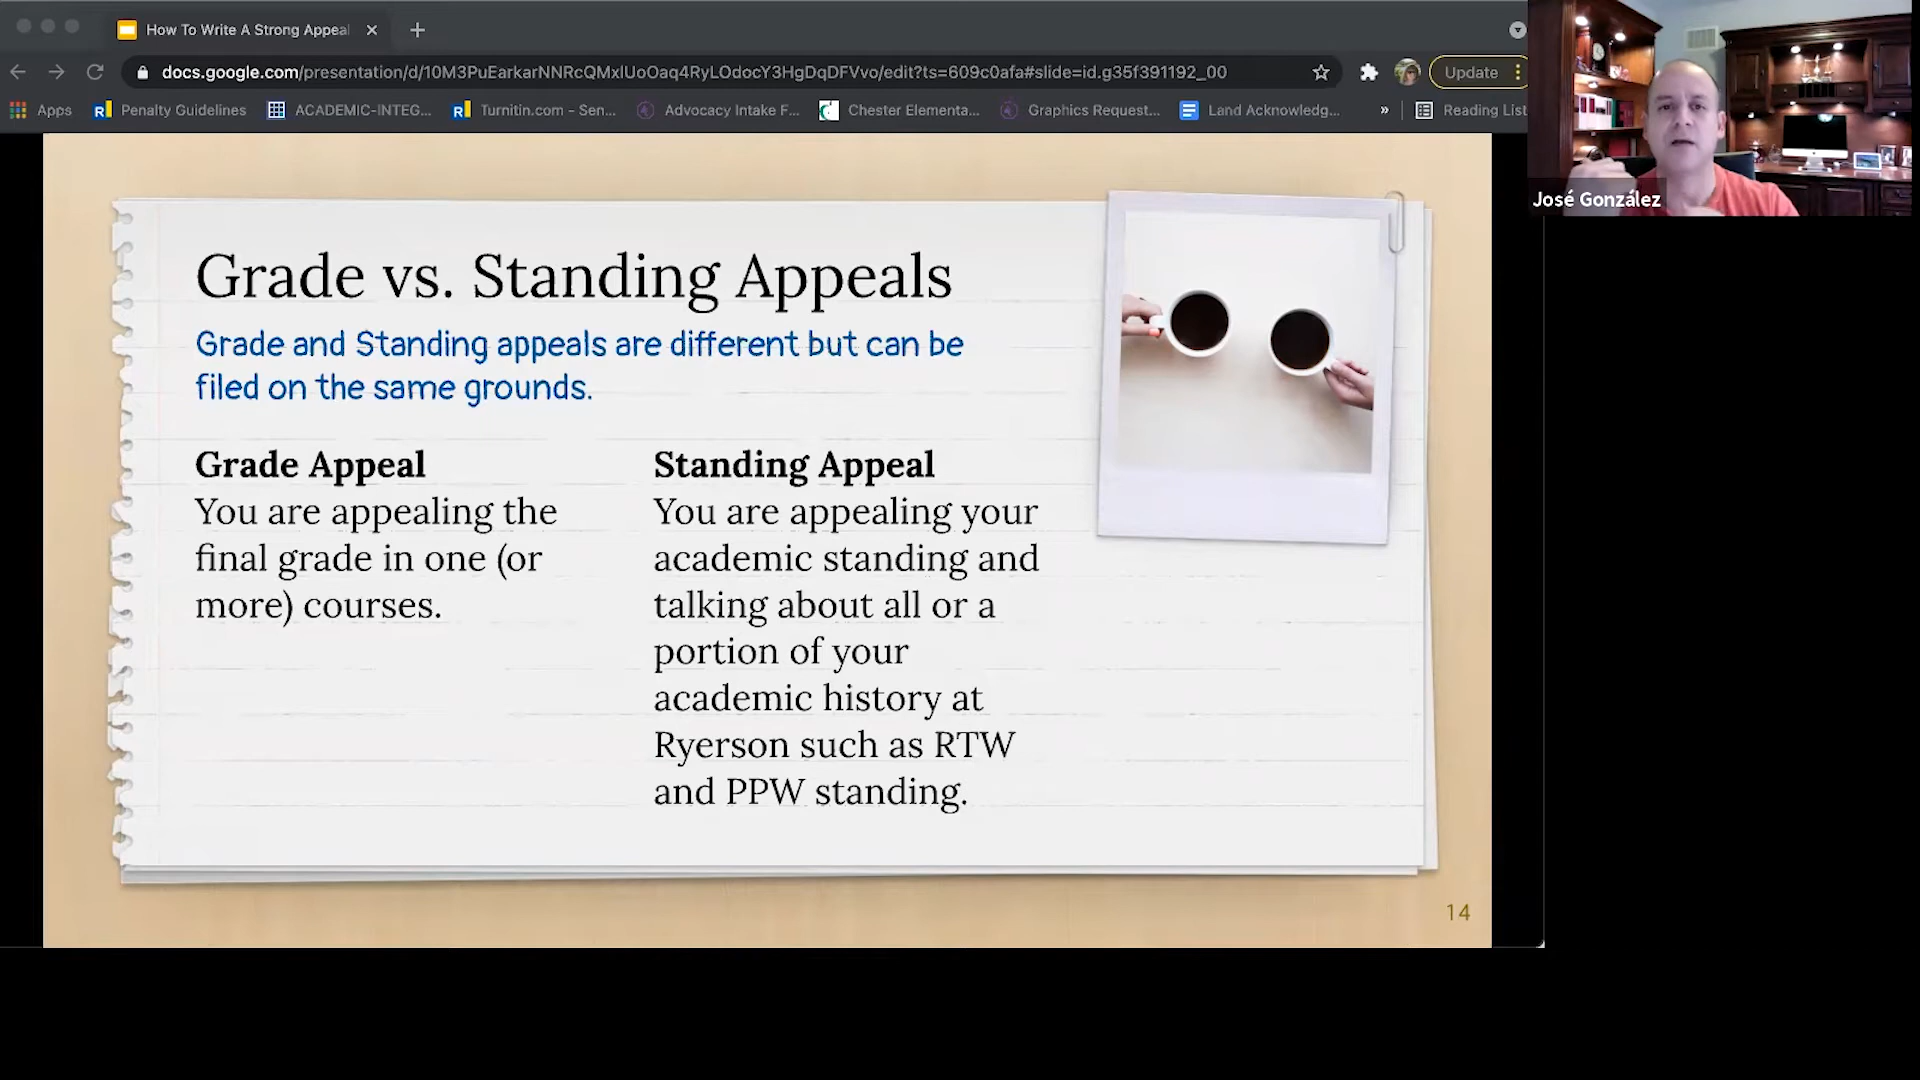 How To Write A Strong Appeal
docs.google.com/presentation/d/10M3PuEarkarNNRcQMxlUoOaq4RyLOdocY3HgDqDFVvo/edit?ts=609c0afa#slide=id.g35f391192_00
Update
Apps
Penalty Guidelines
ACADEMIC-INTEG...
Turnitin.com – Sen...
Advocacy Intake F...
Chester Elementa...
Graphics Request...
Land Acknowledg...
»
Reading List
José González
Grade vs. Standing Appeals
Grade and Standing appeals are different but can be
filed on the same grounds.
Grade Appeal
You are appealing the
final grade in one (or
more) courses.
Standing Appeal
You are appealing your
academic standing and
talking about all or a
portion of your
academic history at
Ryerson such as RTW
and PPW standing.
14